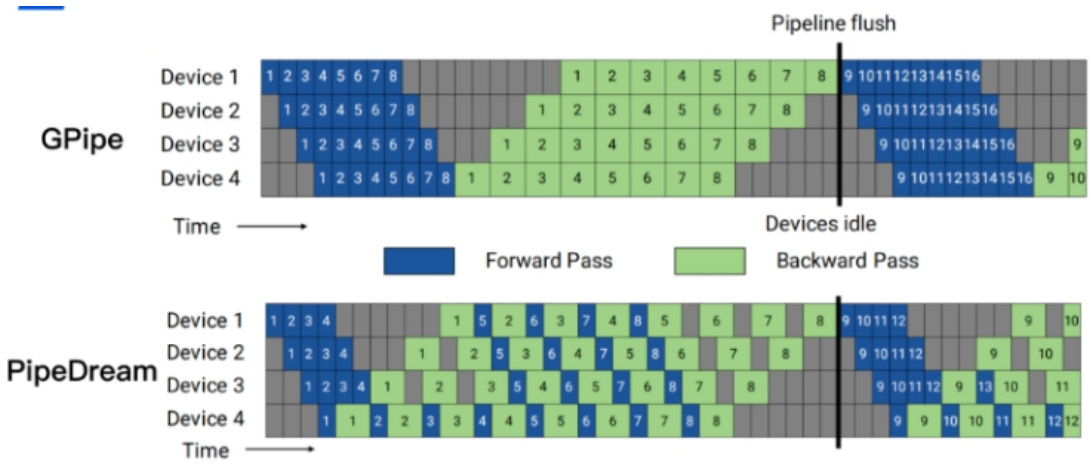 Pipeline flush
GPipe
Device 1 1 2 3 4 5 6 7 8 1 2 3 4 5 6 7 8 9 10 11 12 13 14 15 16
Device 2 1 2 3 4 5 6 7 8 1 2 3 4 5 6 7 8 9 10 11 12 13 14 15 16
Device 3 1 2 3 4 5 6 7 8 1 2 3 4 5 6 7 8 9 10 11 12 13 14 15 16 9
Device 4 1 2 3 4 5 6 7 8 1 2 3 4 5 6 7 8 9 10 11 12 13 14 15 16 9 10
Time
Devices idle
Forward Pass
Backward Pass
PipeDream
Device 1 1 2 3 4 1 5 2 6 3 7 4 8 5 6 7 8 9 10 11 12 9 10
Device 2 1 2 3 4 1 2 5 3 6 4 7 5 8 6 7 8 9 10 11 12 9 10
Device 3 1 2 3 4 1 2 3 5 4 6 5 7 6 8 7 8 9 10 11 12 9 13 10 11
Device 4 1 1 2 2 3 3 4 4 5 5 6 6 7 7 8 8 9 9 10 10 11 11 12 12
Time